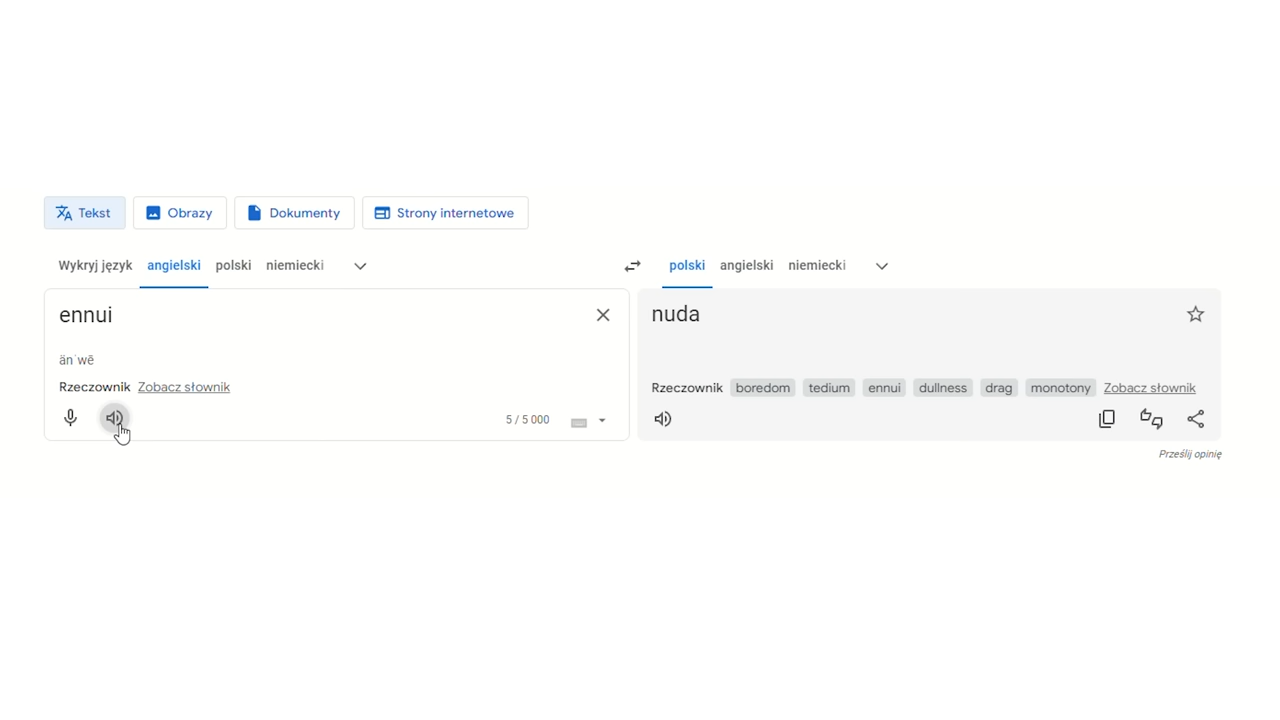 Tekst Obrazy Dokumenty Strony internetowe
Wykryj język angielski polski niemiecki polski angielski niemiecki
ennui
nuda
än ˈwē
Rzeczownik Zobacz słownik
5 / 5 000
Rzeczownik boredom tedium ennui dullness drag monotony Zobacz słownik
Prześlij opinię